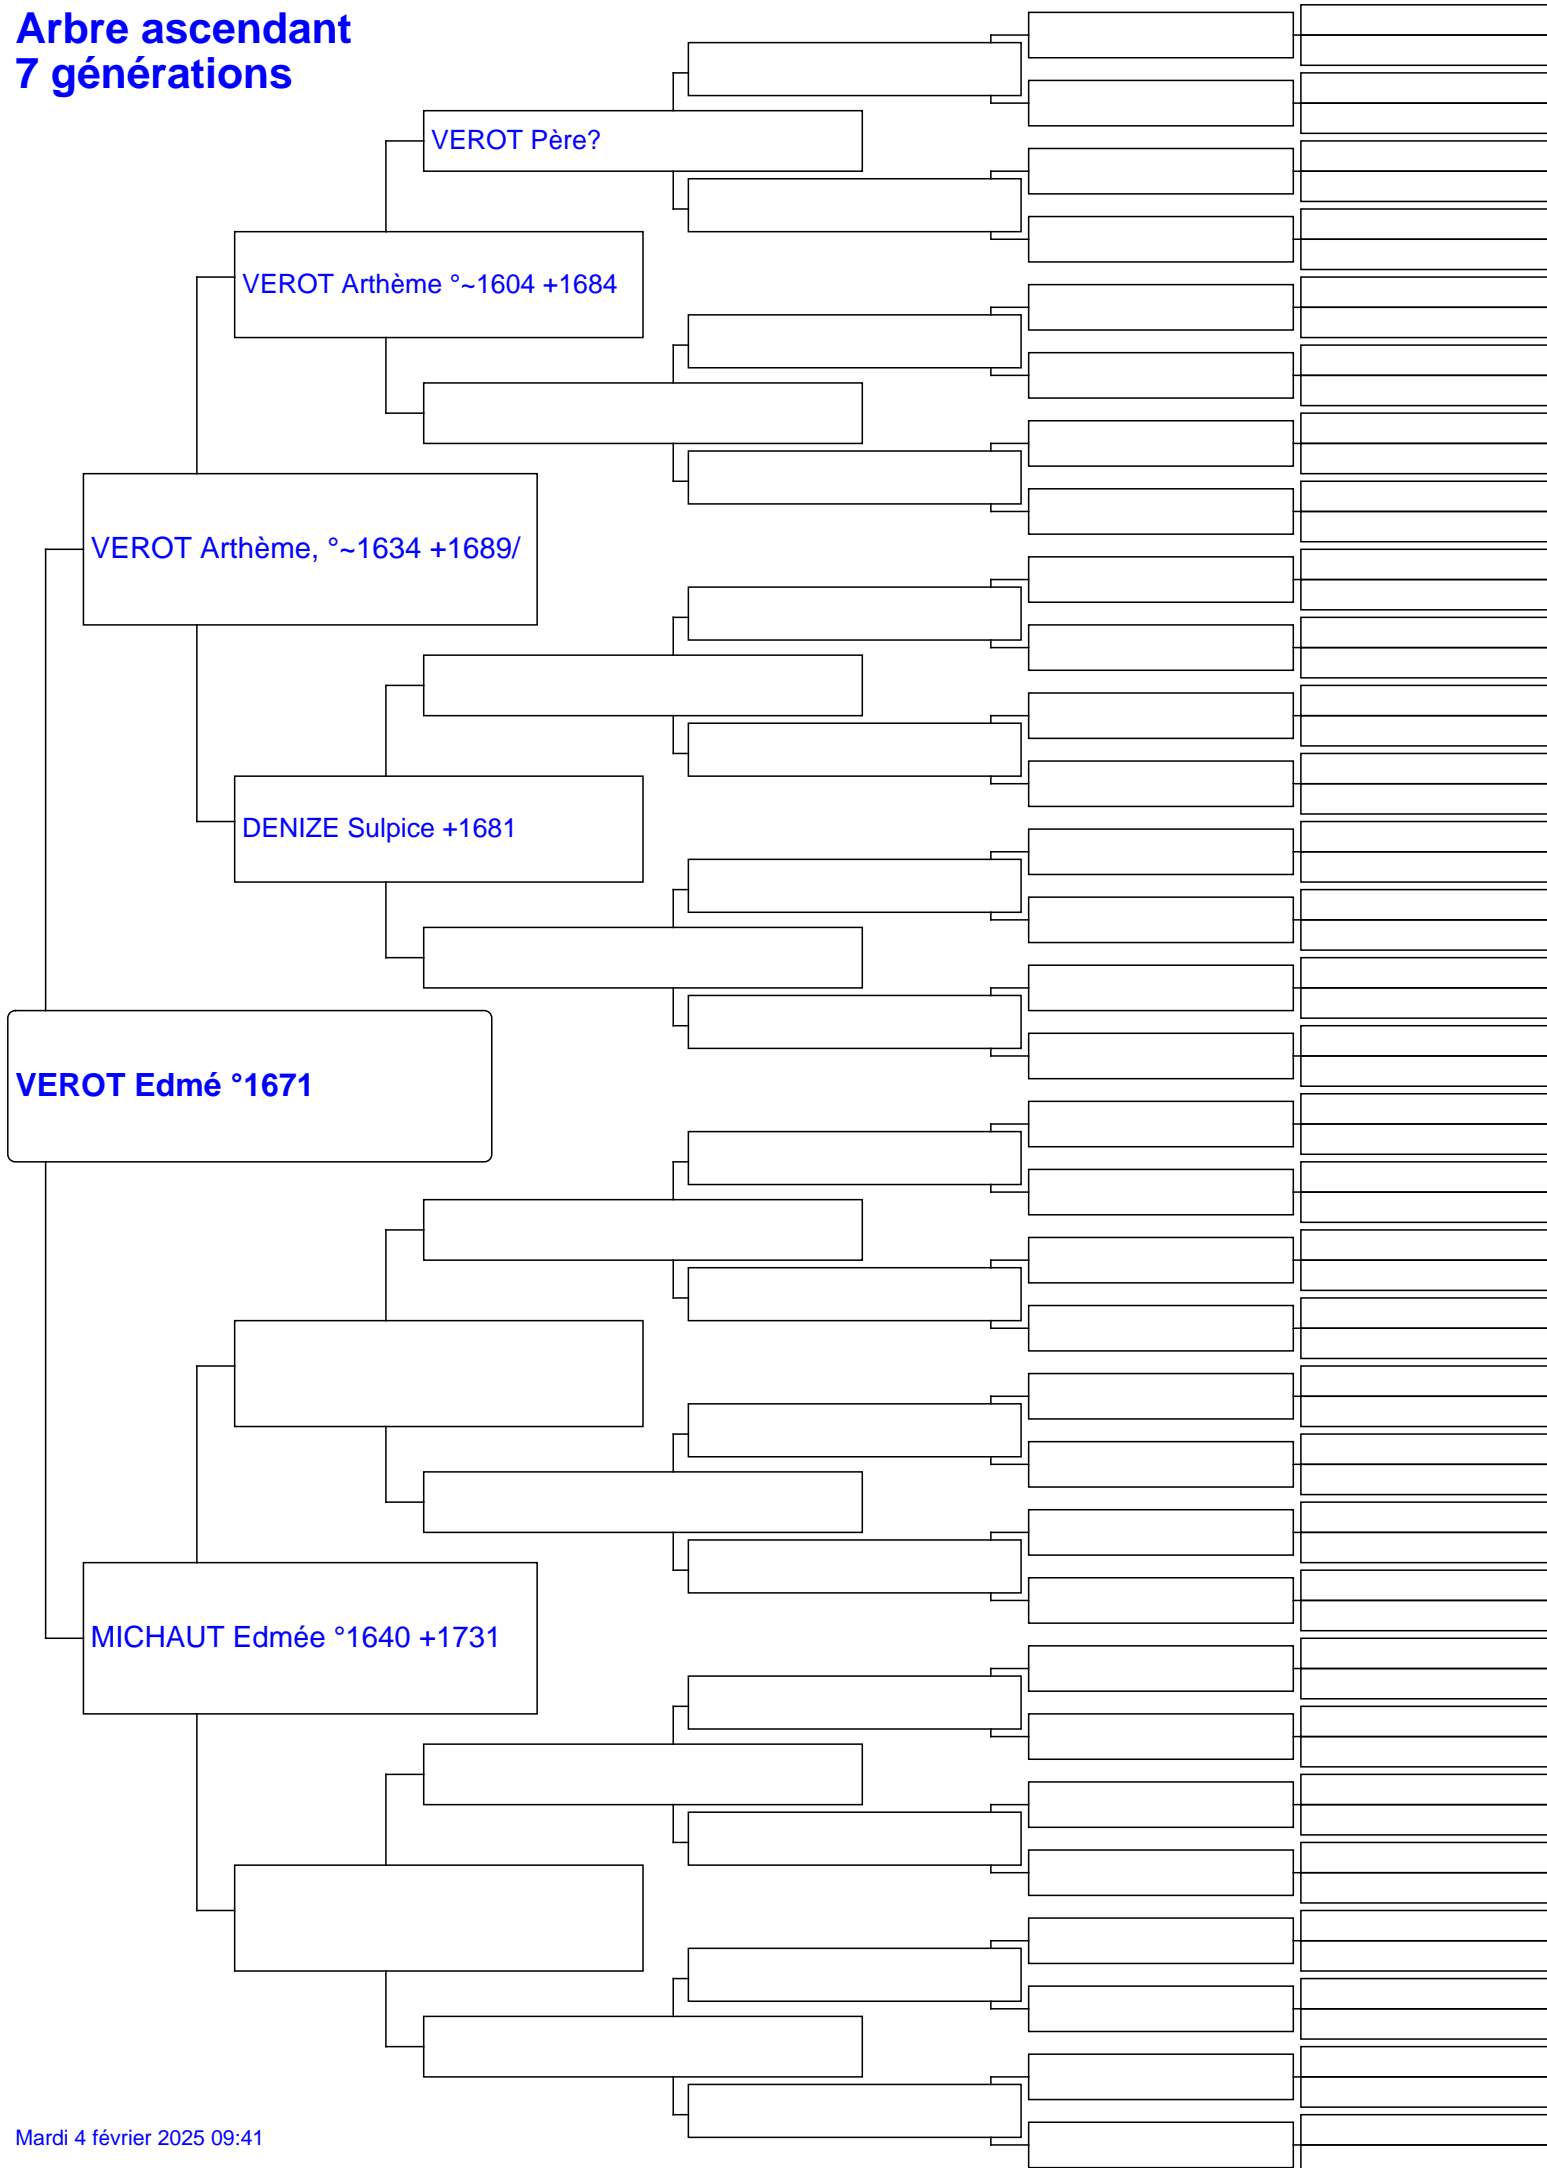 Arbre ascendant
7 générations
VEROT Père?
VEROT Arthème °~1604 +1684
VEROT Arthème, °~1634 +1689/
DENIZE Sulpice +1681
VEROT Edmé °1671
MICHAUT Edmée °1640 +1731
Mardi 4 février 2025 09:41